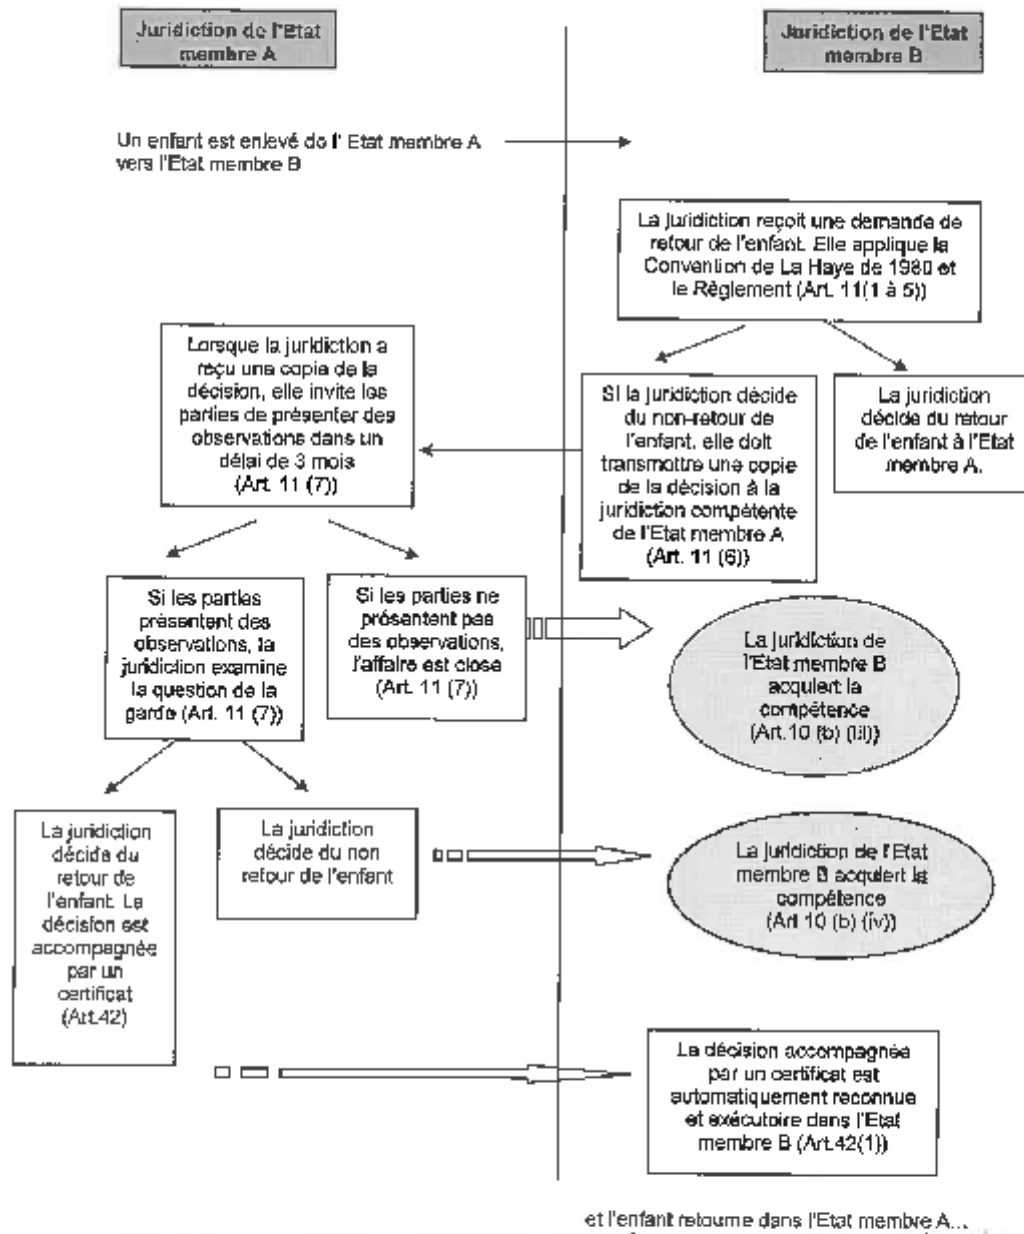 Juridiction de l'Etat
membre A
Juridiction de l'Etat
membre B
Un enfant est enlevé de l' Etat membre A
vers l'Etat membre B
La juridiction reçoit une demande de
retour de l'enfant. Elle applique la
Convention de La Haye de 1980 et
le Règlement (Art. 11(1 à 5))
Lorsque la juridiction a
reçu une copie de la
décision, elle invite les
parties de présenter des
observations dans un
délai de 3 mois
(Art. 11 (7))
Si la juridiction décide
du non-retour de
l'enfant, elle doit
transmettre une copie
de la décision à la
juridiction compétente
de l'Etat membre A
(Art. 11 (6))
La juridiction
décide du retour
de l'enfant à l'Etat
membre A.
Si les parties
présentent des
observations, la
juridiction examine
la question de la
garde (Art. 11 (7))
Si les parties ne
présentent pas
des observations,
l'affaire est close
(Art. 11 (7))
La juridiction de
l'Etat membre B
acquiert la
compétence
(Art.10 (b) (iii))
La juridiction
décide du
retour de
l'enfant. La
décision est
accompagnée
par un
certificat
(Art.42)
La juridiction
décide du non
retour de l'enfant
La juridiction de l'Etat
membre B acquiert la
compétence
(Art 10 (b) (iv))
La décision accompagnée
par un certificat est
automatiquement reconnue
et exécutoire dans l'Etat
membre B (Art.42(1))
et l'enfant retourne dans l'Etat membre A...